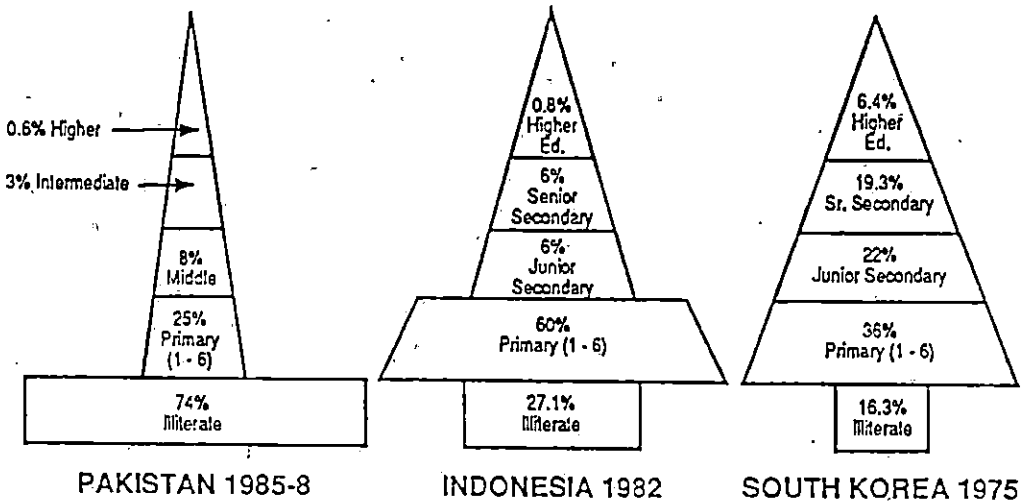 0.6% Higher
3% Intermediate
8%
Middle
25%
Primary
(1 - 6)
74%
Illiterate
PAKISTAN 1985-8
0.8%
Higher
Ed.
6%
Senior
Secondary
6%
Junior
Secondary
60%
Primary (1 - 6)
27.1%
Illiterate
INDONESIA 1982
6.4%
Higher
Ed.
19.3%
Sr. Secondary
22%
Junior Secondary
36%
Primary (1 - 6)
16.3%
Illiterate
SOUTH KOREA 1975